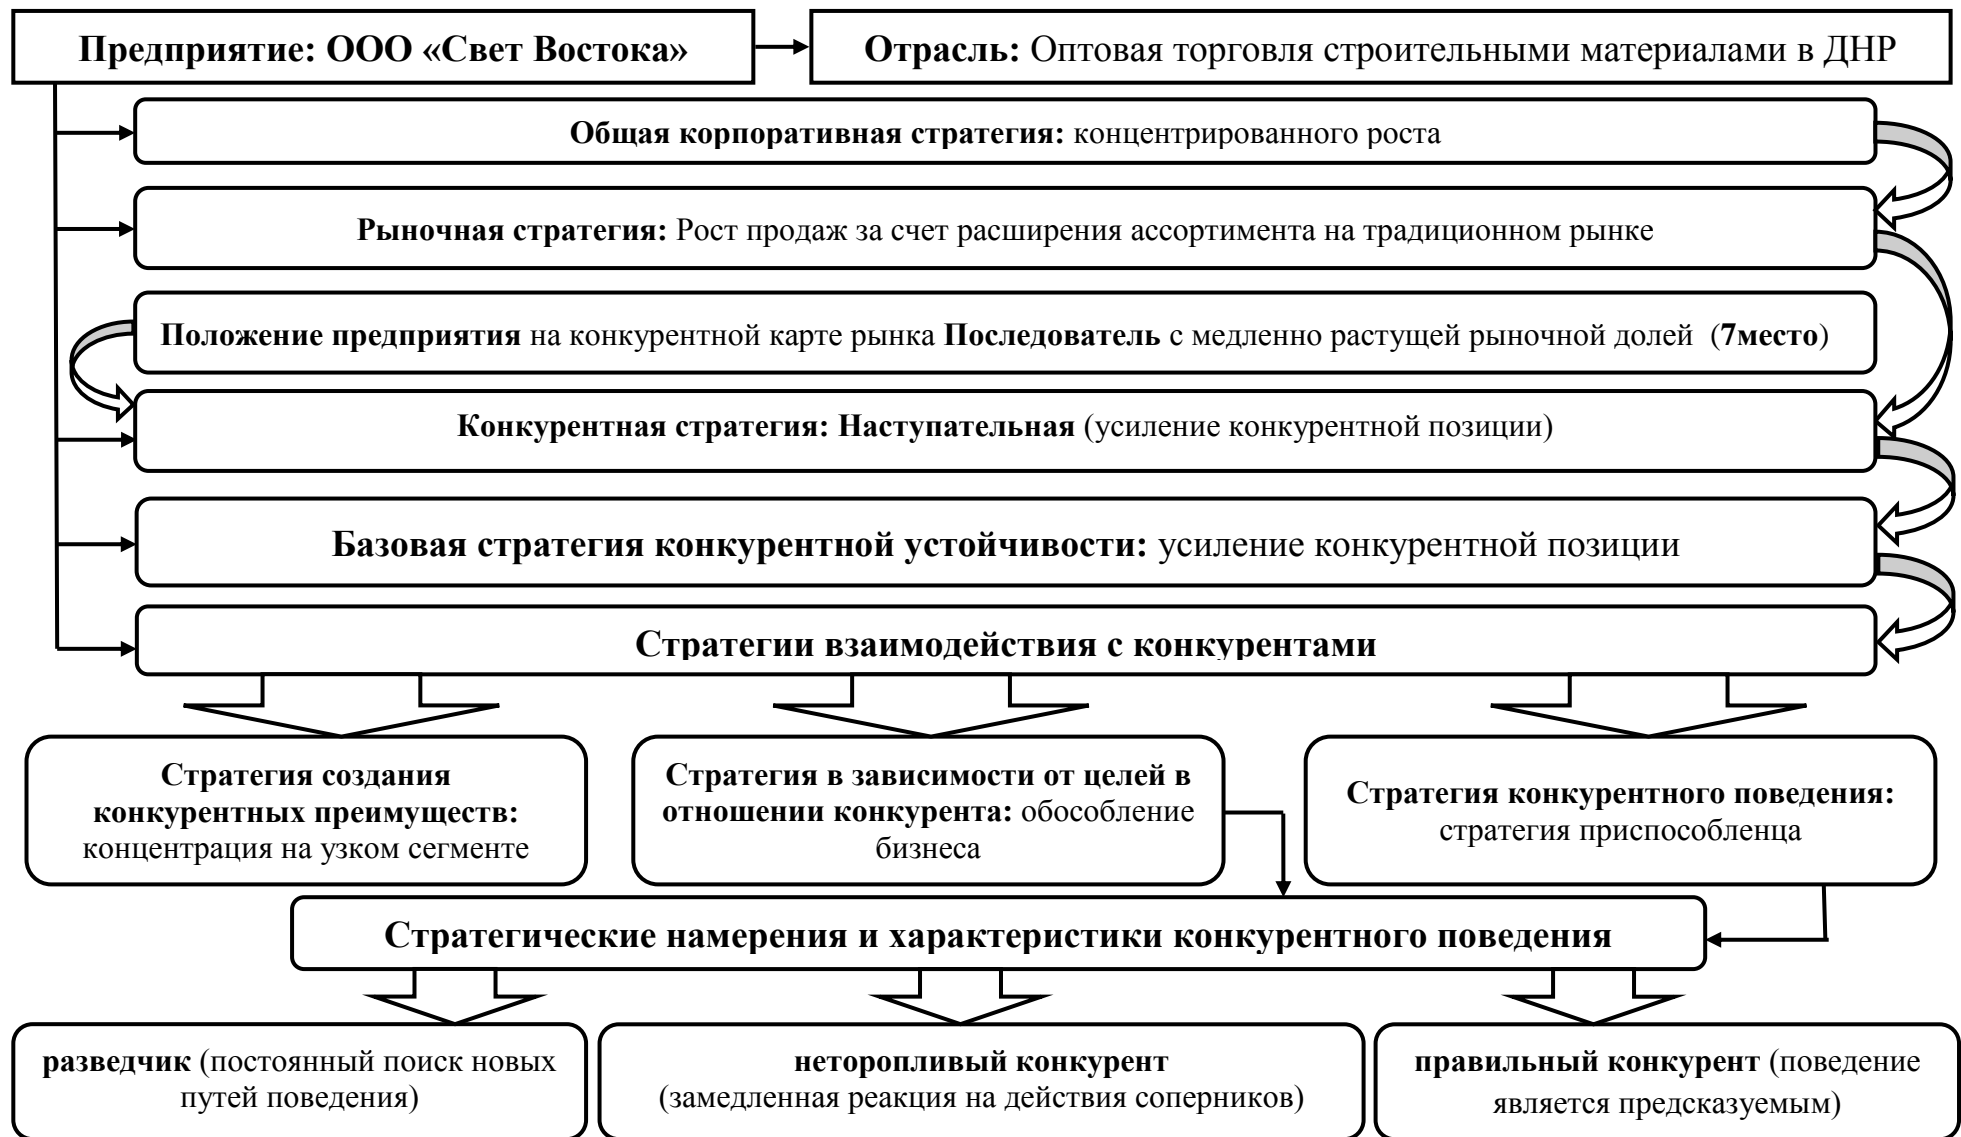 Предприятие: ООО «Свет Востока»
Отрасль: Оптовая торговля строительными материалами в ДНР
Общая корпоративная стратегия: концентрированного роста
Рыночная стратегия: Рост продаж за счет расширения ассортимента на традиционном рынке
Положение предприятия на конкурентной карте рынка Последователь с медленно растущей рыночной долей (7место)
Конкурентная стратегия: Наступательная (усиление конкурентной позиции)
Базовая стратегия конкурентной устойчивости: усиление конкурентной позиции
Стратегии взаимодействия с конкурентами
Стратегия создания
конкурентных преимуществ:
концентрация на узком сегменте
Стратегия в зависимости от целей в
отношении конкурента: обособление
бизнеса
Стратегия конкурентного поведения:
стратегия приспособленца
Стратегические намерения и характеристики конкурентного поведения
разведчик (постоянный поиск новых
путей поведения)
неторопливый конкурент
(замедленная реакция на действия соперников)
правильный конкурент (поведение
является предсказуемым)